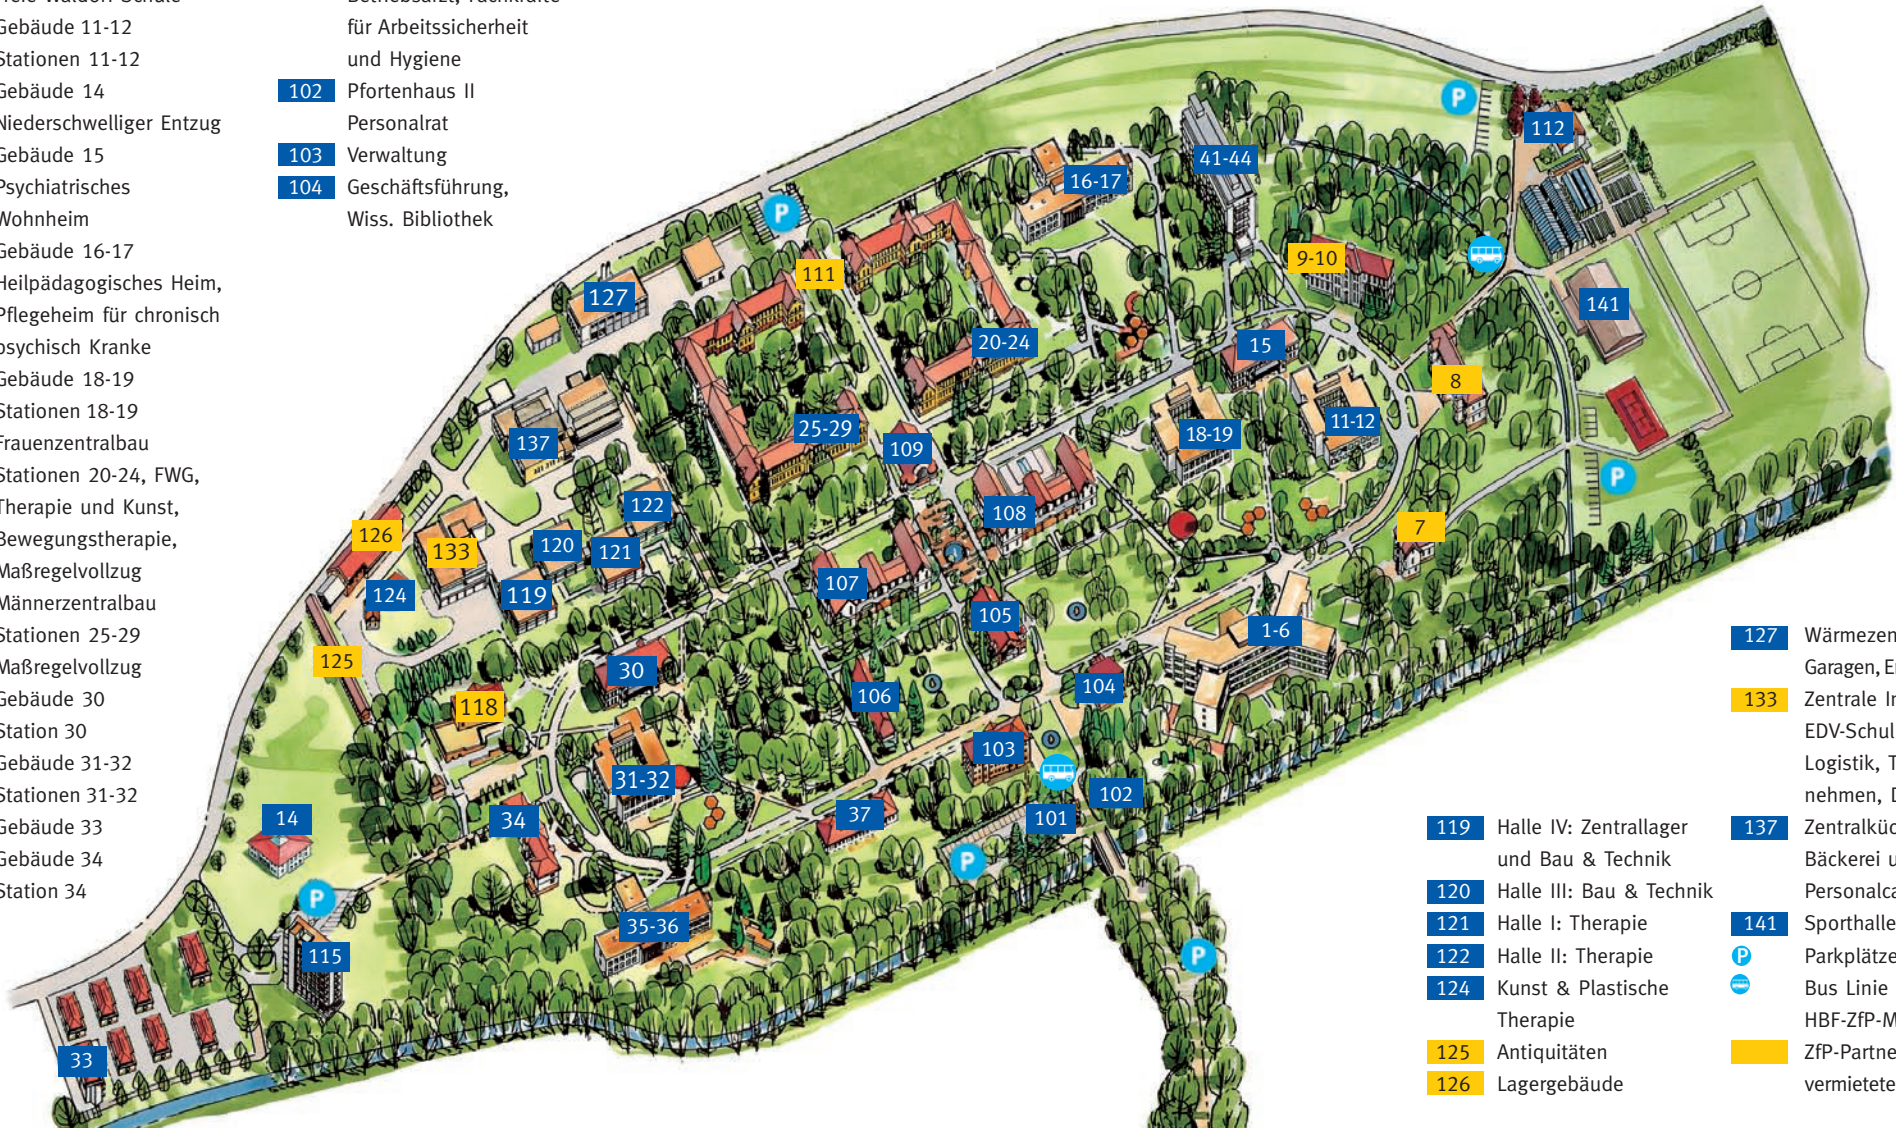 Gebäude 11-12
Stationen 11-12
Gebäude 14
Niederschwelliger Entzug
Gebäude 15
Psychiatrisches
Wohnheim
Gebäude 16-17
Heilpädagogisches Heim,
Pflegeheim für chronisch
psychisch Kranke
Gebäude 18-19
Stationen 18-19
Frauenzentralbau
Stationen 20-24, FWG,
Therapie und Kunst,
Bewegungstherapie,
Maßregelvollzug
Männerzentralbau
Stationen 25-29
Maßregelvollzug
Gebäude 30
Station 30
Gebäude 31-32
Stationen 31-32
Gebäude 33
Gebäude 34
Station 34
für Arbeitssicherheit
und Hygiene
102 Pfortenhaus II
Personalrat
103 Verwaltung
104 Geschäftsführung,
Wiss. Bibliothek
P
112
41-44
16-17
P
111
9-10
127
141
20-24
15
8
25-29
18-19
11-12
109
137
P
122
108
7
126
133
120
121
107
124
119
105
1-6
125
30
104
106
118
103
31-32
102
14
34
37
101
P
P
35-36
115
P
33
119 Halle IV: Zentrallager
und Bau & Technik
120 Halle III: Bau & Technik
121 Halle I: Therapie
122 Halle II: Therapie
124 Kunst & Plastische
Therapie
125 Antiquitäten
126 Lagergebäude
127 Wärmezen
Garagen, En
133 Zentrale In
EDV-Schul
Logistik, T
nehmen, D
137 Zentralküc
Bäckerei u
Personalca
141 Sporthalle
P Parkplätze
Bus Linie
HBF-ZfP-M
ZfP-Partne
vermietete